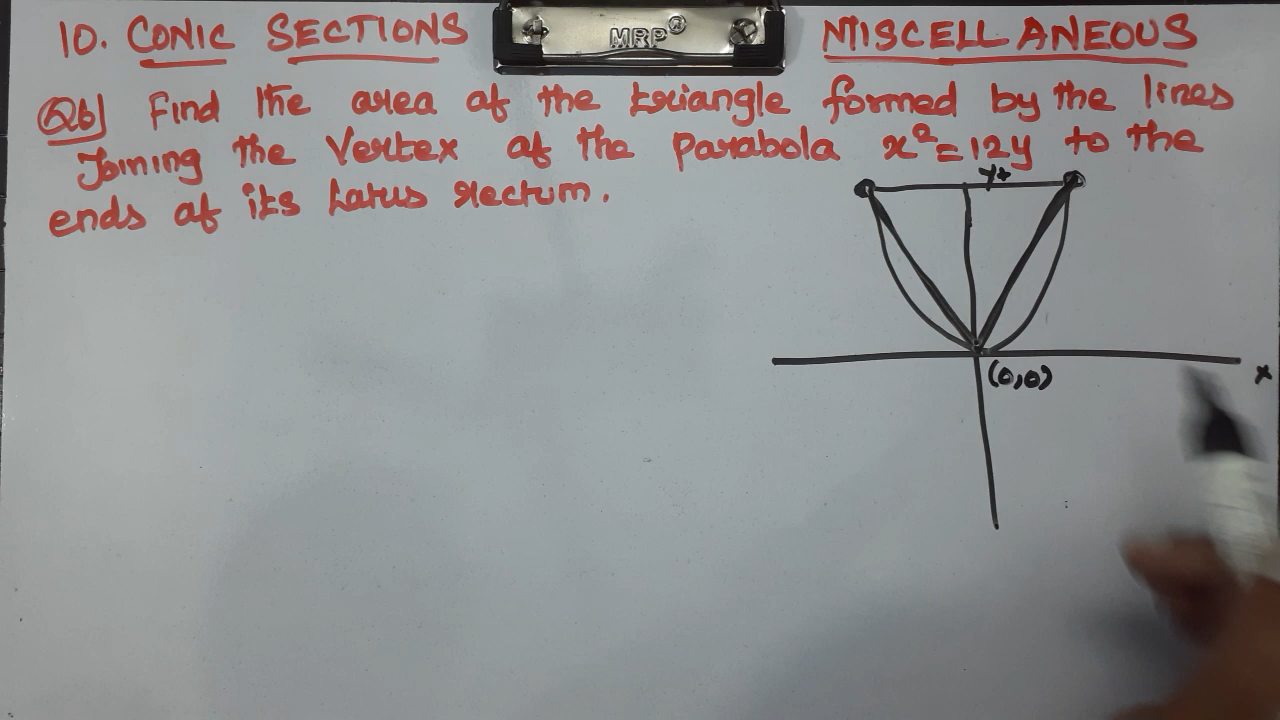 10. CONIC SECTIONS MISCELLANEOUS
MRP®
Q6) Find the area of the triangle formed by the lines
Joining the Vertex of the parabola x²=12y to the
ends of its Latus rectum.
(0,0)
x